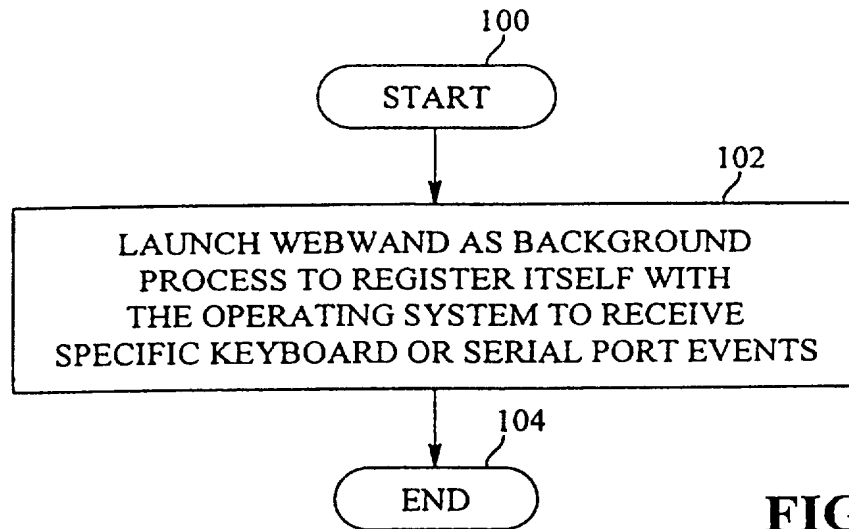 100
START
102
LAUNCH WEBWAND AS BACKGROUND
PROCESS TO REGISTER ITSELF WITH
THE OPERATING SYSTEM TO RECEIVE
SPECIFIC KEYBOARD OR SERIAL PORT EVENTS
104
END
FIG